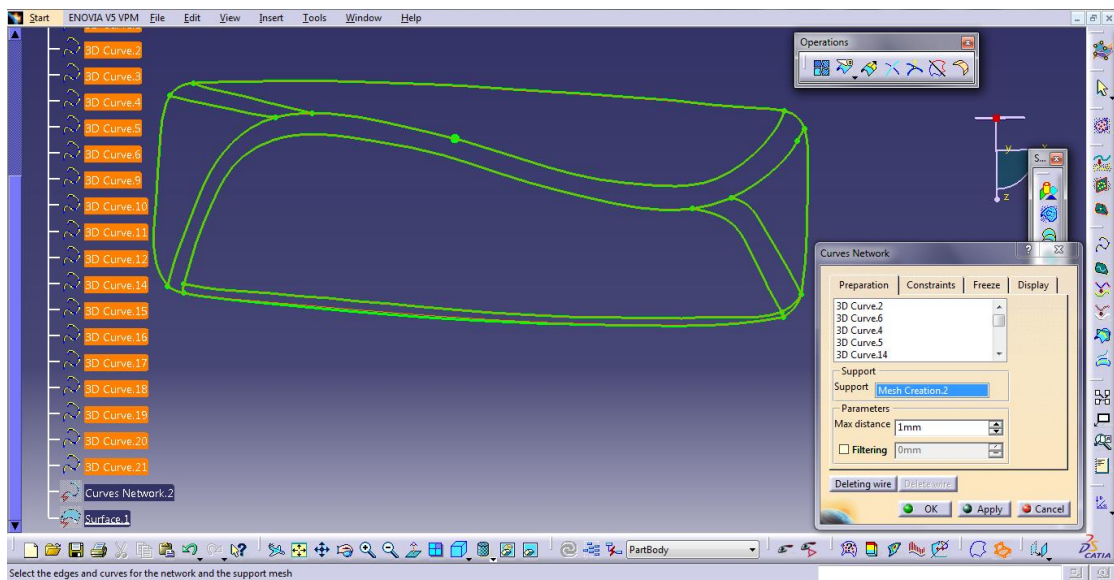 Start ENOVIA V5 VPM File Edit View Insert Tools Window Help
3D Curve.2
3D Curve.3
3D Curve.4
3D Curve.5
3D Curve.6
3D Curve.9
3D Curve.10
3D Curve.11
3D Curve.12
3D Curve.14
3D Curve.15
3D Curve.16
3D Curve.17
3D Curve.18
3D Curve.19
3D Curve.20
3D Curve.21
Curves Network.2
Surface.1
Operations
y
z
S...
Curves Network
Preparation Constraints Freeze Display
3D Curve.2
3D Curve.6
3D Curve.4
3D Curve.5
3D Curve.14
Support
Support Mesh Creation.2
Parameters
Max distance 1mm
Filtering 0mm
Deleting wire Delete wire
OK Apply Cancel
PartBody
CATIA
Select the edges and curves for the network and the support mesh